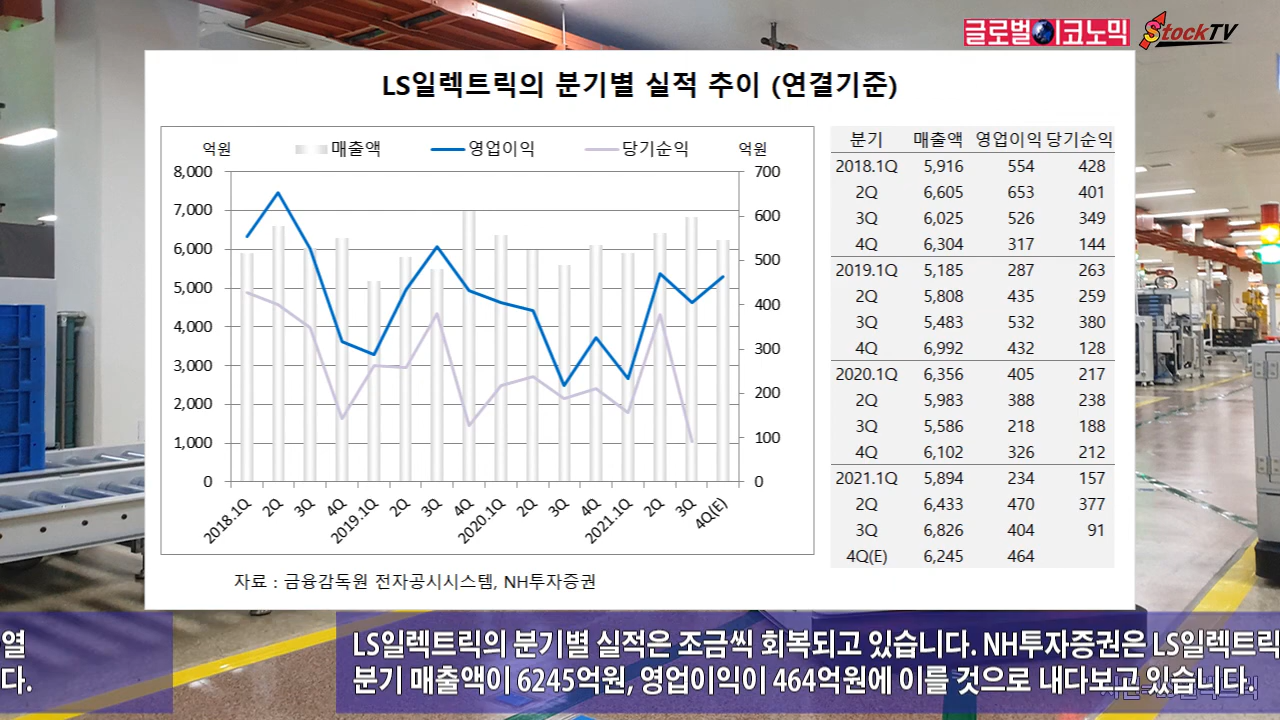 글로벌이코노믹 StockTV
LS일렉트릭의 분기별 실적 추이 (연결기준)
억원 매출액 영업이익 당기순익 억원
8,000 700
7,000 600
6,000 500
5,000 400
4,000 300
3,000 200
2,000 100
1,000 0
0
2018.1Q 2Q 3Q 4Q 2019.1Q 2Q 3Q 4Q 2020.1Q 2Q 3Q 4Q 2021.1Q 2Q 3Q 4Q(E)
자료 : 금융감독원 전자공시시스템, NH투자증권
분기 매출액 영업이익 당기순익
2018.1Q 5,916 554 428
2Q 6,605 653 401
3Q 6,025 526 349
4Q 6,304 317 144
2019.1Q 5,185 287 263
2Q 5,808 435 259
3Q 5,483 532 380
4Q 6,992 432 128
2020.1Q 6,356 405 217
2Q 5,983 388 238
3Q 5,586 218 188
4Q 6,102 326 212
2021.1Q 5,894 234 157
2Q 6,433 470 377
3Q 6,826 404 91
4Q(E) 6,245 464
열
다.
LS일렉트릭의 분기별 실적은 조금씩 회복되고 있습니다. NH투자증권은 LS일렉트릭
분기 매출액이 6245억원, 영업이익이 464억원에 이를 것으로 내다보고 있습니다.